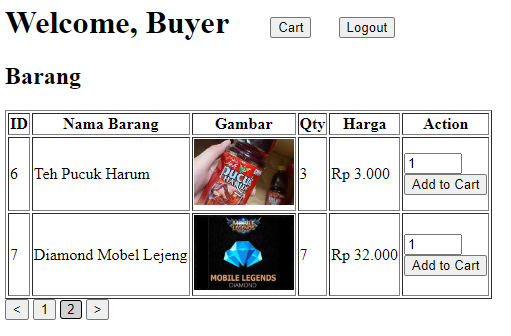 Welcome, Buyer Cart Logout
Barang
ID Nama Barang Gambar Qty Harga Action
6 Teh Pucuk Harum 3 Rp 3.000 1 Add to Cart
PUCUK
HARUM
7 Diamond Mobel Lejeng 7 Rp 32.000 1 Add to Cart
MOBILE LEGENDS
DIAMOND
< 1 2 >